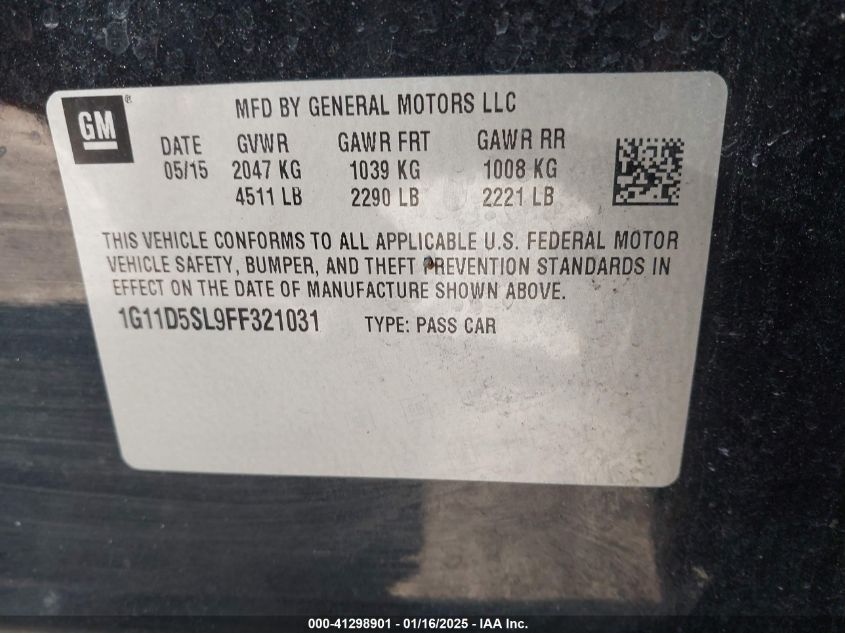 GM®
MFD BY GENERAL MOTORS LLC
DATE GVWR GAWR FRT GAWR RR
05/15 2047 KG 1039 KG 1008 KG
4511 LB 2290 LB 2221 LB
THIS VEHICLE CONFORMS TO ALL APPLICABLE U.S. FEDERAL MOTOR
VEHICLE SAFETY, BUMPER, AND THEFT PREVENTION STANDARDS IN
EFFECT ON THE DATE OF MANUFACTURE SHOWN ABOVE.
1G11D5SL9FF321031 TYPE: PASS CAR
000-41298901 - 01/16/2025 - IAA Inc.